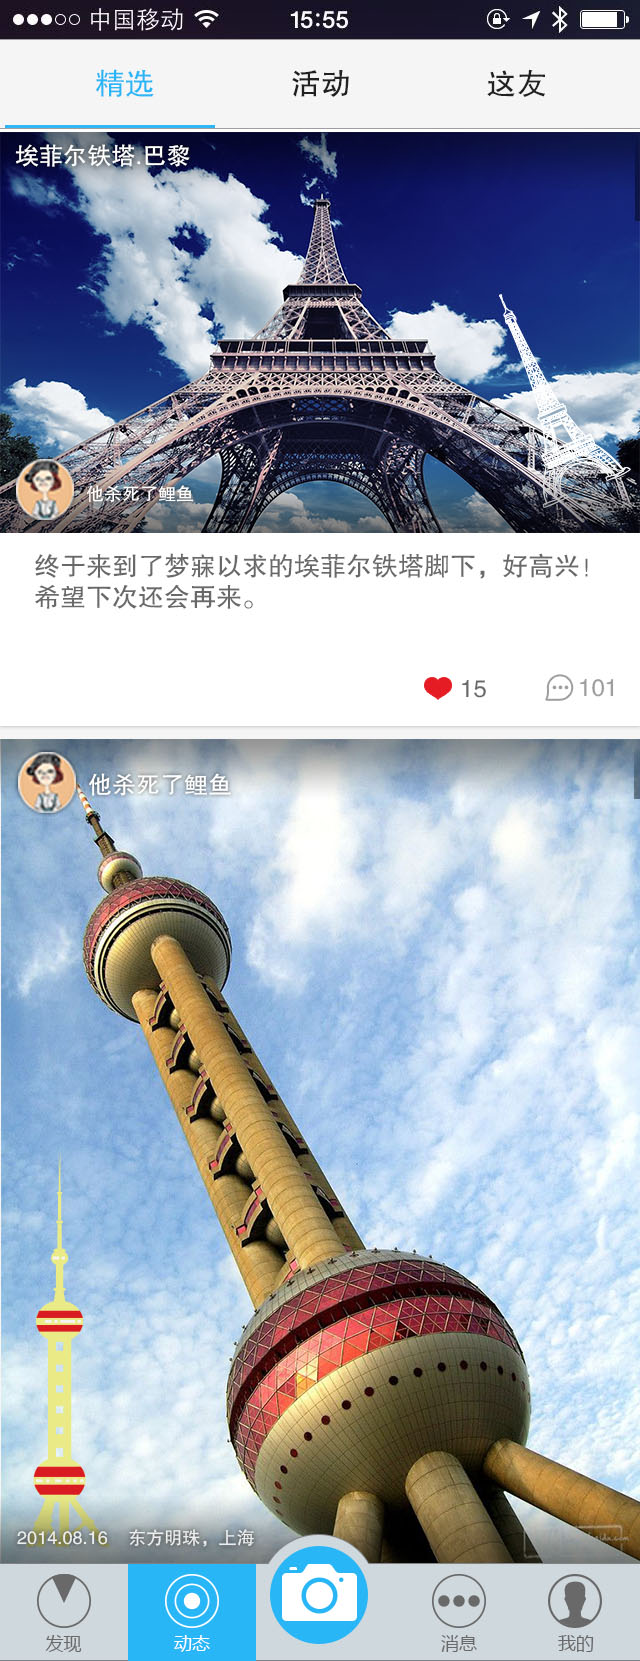 中国移动 15:55
精选 活动 这友
埃菲尔铁塔.巴黎
他杀死了鲤鱼
终于来到了梦寐以求的埃菲尔铁塔脚下，好高兴！
希望下次还会再来。
15 101
他杀死了鲤鱼
2014.08.16 东方明珠，上海
发现 动态 消息 我的